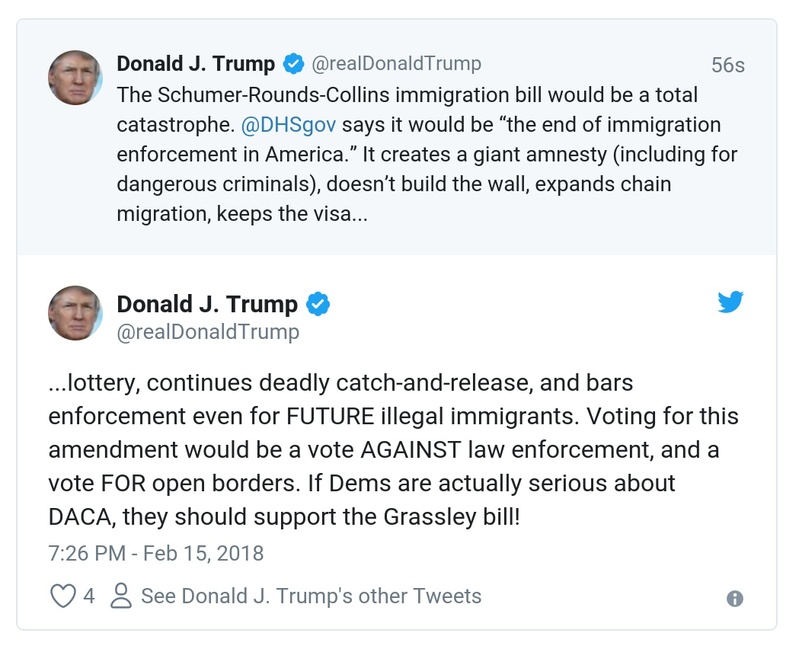 Donald J. Trump @realDonaldTrump 56s
The Schumer-Rounds-Collins immigration bill would be a total
catastrophe. @DHSgov says it would be “the end of immigration
enforcement in America.” It creates a giant amnesty (including for
dangerous criminals), doesn’t build the wall, expands chain
migration, keeps the visa...
Donald J. Trump
@realDonaldTrump
...lottery, continues deadly catch-and-release, and bars
enforcement even for FUTURE illegal immigrants. Voting for this
amendment would be a vote AGAINST law enforcement, and a
vote FOR open borders. If Dems are actually serious about
DACA, they should support the Grassley bill!
7:26 PM - Feb 15, 2018
4 See Donald J. Trump's other Tweets